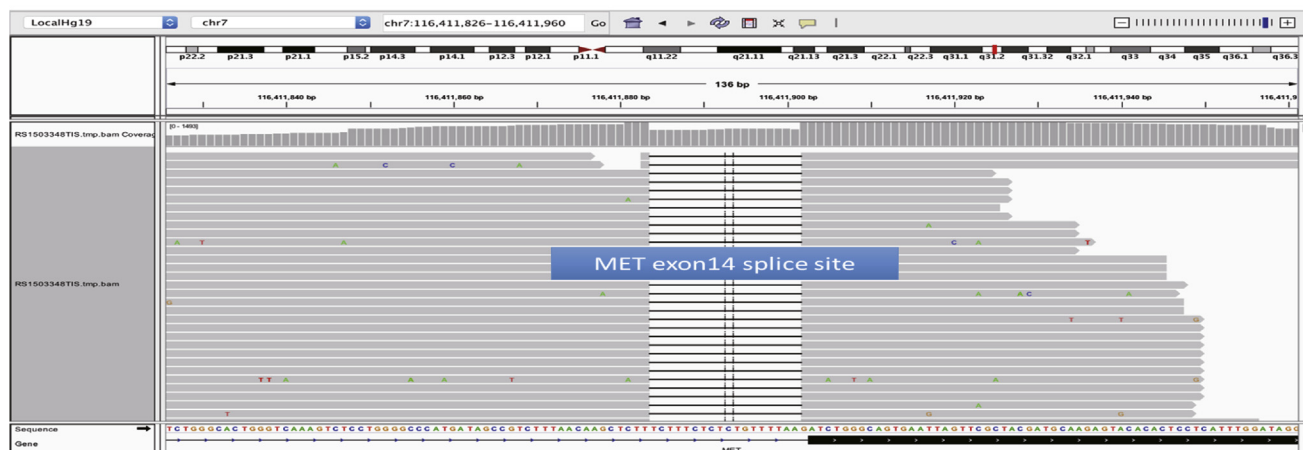 LocalHg19 chr7 chr7:116,411,826-116,411,960 Go
p22.2 p21.3 p21.1 p15.2 p14.3 p14.1 p12.3 p12.1 p11.1 q11.22 q21.11 q21.13 q21.3 q22.1 q22.3 q31.1 q31.2 q31.32 q32.1 q33 q34 q35 q36.1 q36.3
136 bp
116,411,840 bp 116,411,860 bp 116,411,880 bp 116,411,900 bp 116,411,920 bp 116,411,940 bp 116,411,9
RS1503348TIS.tmp.bam Coverag
[0 - 1493]
A C C A
A
A
A T A C A T
MET exon14 splice site
RS1503348TIS.tmp.bam
A A A C A
G
T T G
T T A A A T A A T A A G
A
T G G
Sequence
TCTGGGCACTGGGTCAAAGTCTCCTGGGGCCCATGATAGCCGTCTTTAACAAGCTCTTTCTTTCTCTCTGTTTTAAGATCTGGGCAGTGAATTAGTTCGCTACGATGCAAGAGTACACACTCCTCATTTGGATAGG
Gene
MET